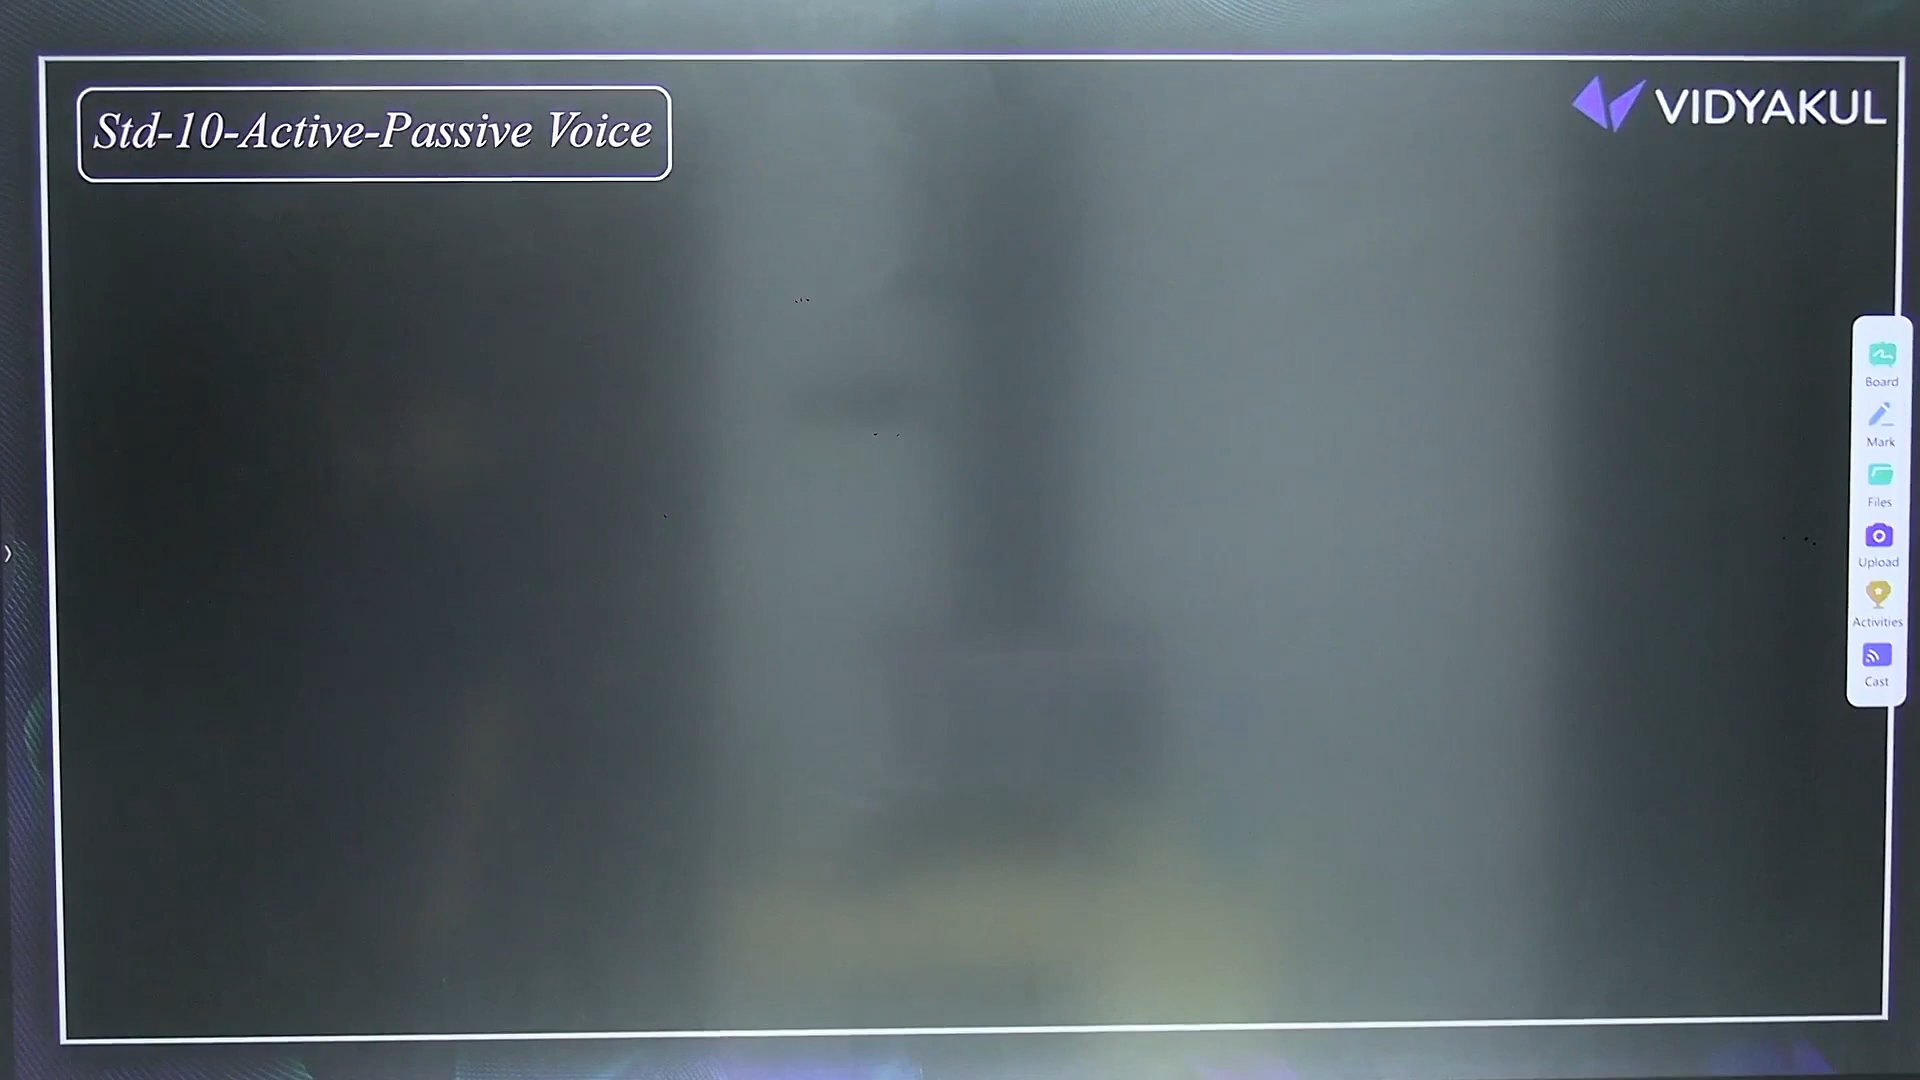 Std-10-Active-Passive Voice
VIDYAKUL
Board
Mark
Files
Upload
Activities
Cast